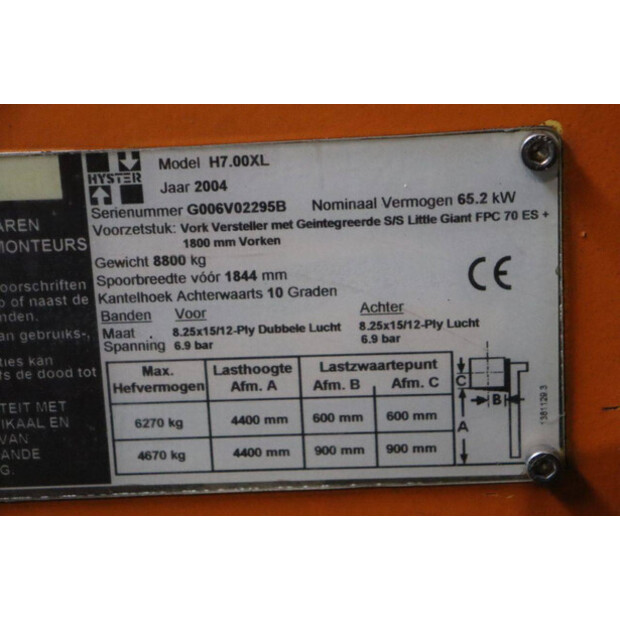 HYSTER
Model H7.00XL
Jaar 2004
Serienummer G006V02295B Nominaal Vermogen 65.2 kW
Voorzetstuk: Vork Versteller met Geintegreerde S/S Little Giant FPC 70 ES +
1800 mm Vorken
Gewicht 8800 kg
Spoorbreedte vóór 1844 mm
Kantelhoek Achterwaarts 10 Graden
CE
Banden Voor Achter
Maat 8.25x15/12-Ply Dubbele Lucht 8.25x15/12-Ply Lucht
Spanning 6.9 bar 6.9 bar
Max. Lasthoogte Lastzwaartepunt
Hefvermogen Afm. A Afm. B Afm. C
6270 kg 4400 mm 600 mm 600 mm
4670 kg 4400 mm 900 mm 900 mm
C
B
A
1381129.3
AREN
MONTEURS
oorschriften
o of naast de
nden.
an gebruiks-,
ties kan
fs de dood tot
TEIT MET
IKAAL EN
VAN
ANDE
G.